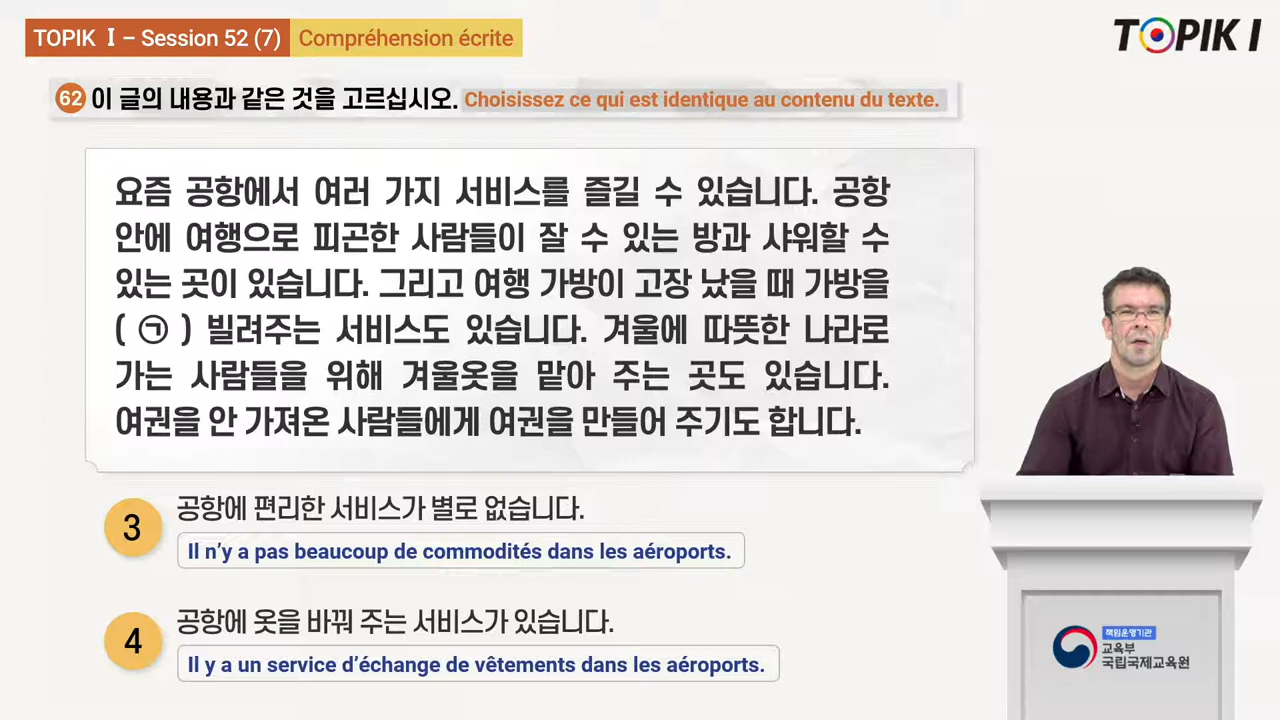 TOPIK Ⅰ – Session 52 (7) Compréhension écrite
TOPIK I
62 이 글의 내용과 같은 것을 고르십시오. Choisissez ce qui est identique au contenu du texte.
요즘 공항에서 여러 가지 서비스를 즐길 수 있습니다. 공항
안에 여행으로 피곤한 사람들이 잘 수 있는 방과 샤워할 수
있는 곳이 있습니다. 그리고 여행 가방이 고장 났을 때 가방을
( ㉠ ) 빌려주는 서비스도 있습니다. 겨울에 따뜻한 나라로
가는 사람들을 위해 겨울옷을 맡아 주는 곳도 있습니다.
여권을 안 가져온 사람들에게 여권을 만들어 주기도 합니다.
3 공항에 편리한 서비스가 별로 없습니다.
Il n'y a pas beaucoup de commodités dans les aéroports.
4 공항에 옷을 바꿔 주는 서비스가 있습니다.
Il y a un service d'échange de vêtements dans les aéroports.
책임운영기관
교육부
국립국제교육원